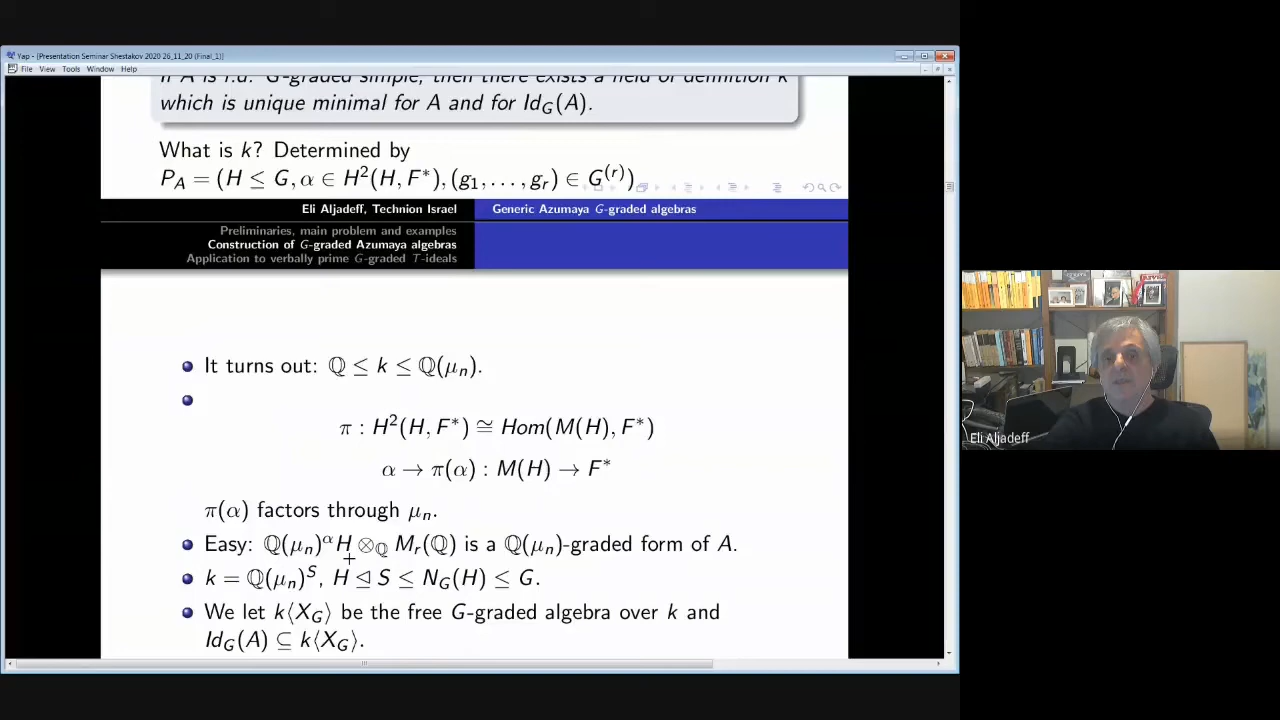 Yap - [Presentation Seminar Shestakov 2020 26_11_20 (Final_1)]
File View Tools Window Help
If A is f.d. G-graded simple, then there exists a field of definition k
which is unique minimal for A and for Id_G(A).
What is k? Determined by
P_A = (H ≤ G, α ∈ H²(H, F*), (g₁, . . . , g_r) ∈ G^(r))
Eli Aljadeff, Technion Israel Generic Azumaya G-graded algebras
Preliminaries, main problem and examples
Construction of G-graded Azumaya algebras
Application to verbally prime G-graded T-ideals
It turns out: ℚ ≤ k ≤ ℚ(μ_n).
π : H²(H, F*) ≅ Hom(M(H), F*)
α → π(α) : M(H) → F*
π(α) factors through μ_n.
Easy: ℚ(μ_n)^α H ⊗_ℚ M_r(ℚ) is a ℚ(μ_n)-graded form of A.
k = ℚ(μ_n)^S, H ⊴ S ≤ N_G(H) ≤ G.
We let k⟨X_G⟩ be the free G-graded algebra over k and
Id_G(A) ⊆ k⟨X_G⟩.
Eli Aljadeff